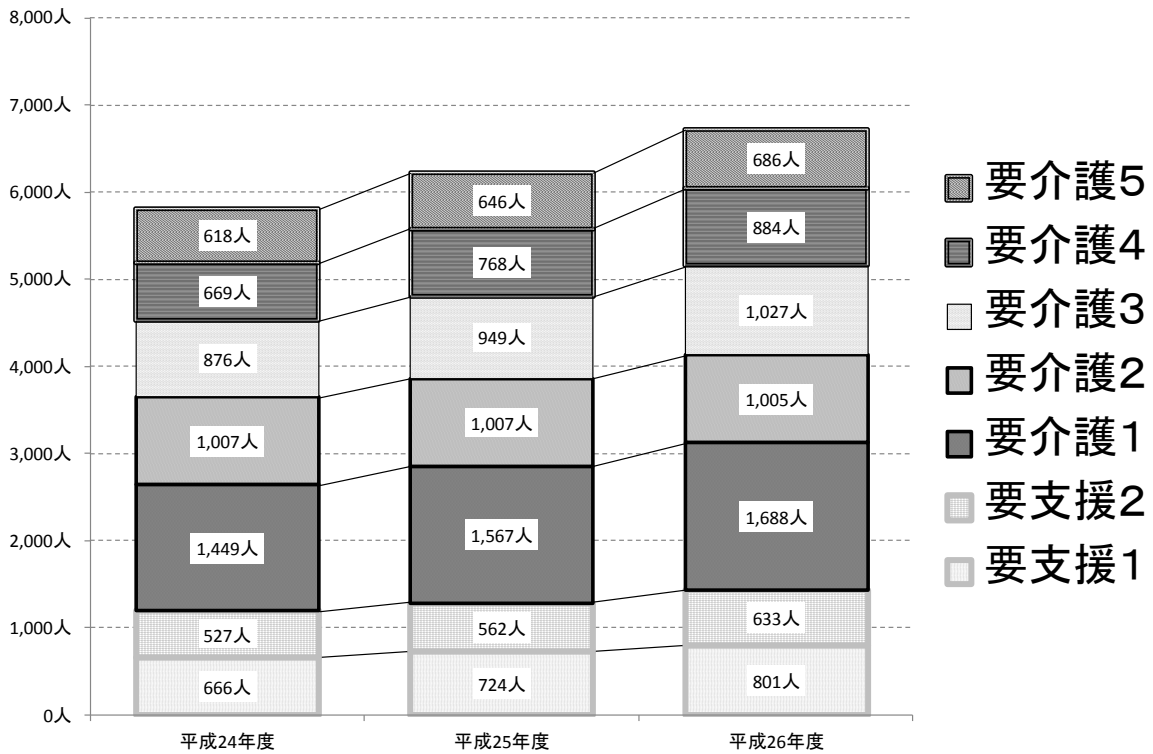 8,000人
7,000人
6,000人
5,000人
4,000人
3,000人
2,000人
1,000人
0人
618人
669人
876人
1,007人
1,449人
527人
666人
646人
768人
949人
1,007人
1,567人
562人
724人
686人
884人
1,027人
1,005人
1,688人
633人
801人
平成24年度
平成25年度
平成26年度
要介護5
要介護4
要介護3
要介護2
要介護1
要支援2
要支援1